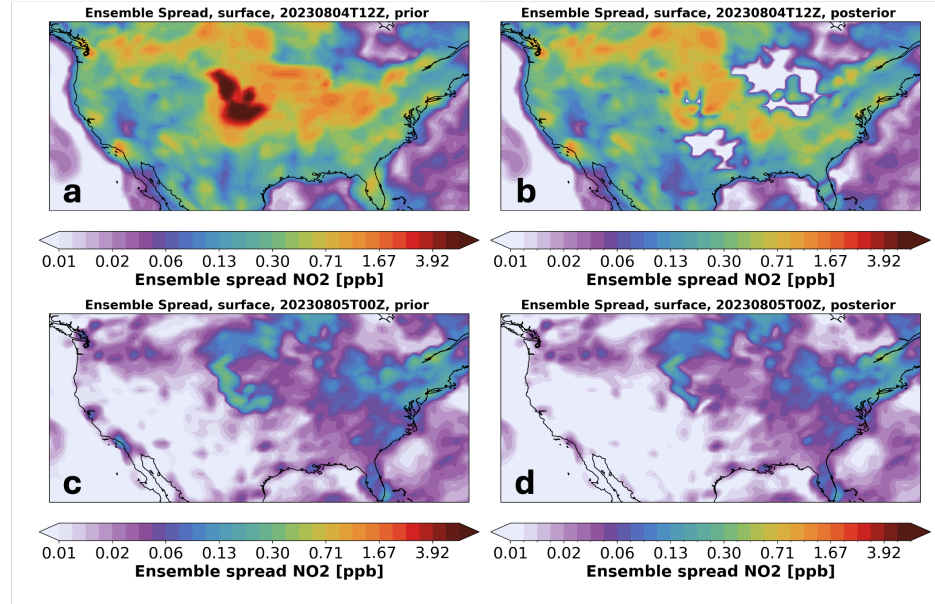 Ensemble Spread, surface, 20230804T12Z, prior
Ensemble Spread, surface, 20230804T12Z, posterior
a
b
0.01 0.02 0.06 0.13 0.30 0.71 1.67 3.92
0.01 0.02 0.06 0.13 0.30 0.71 1.67 3.92
Ensemble spread NO2 [ppb]
Ensemble spread NO2 [ppb]
Ensemble Spread, surface, 20230805T00Z, prior
Ensemble Spread, surface, 20230805T00Z, posterior
c
d
0.01 0.02 0.06 0.13 0.30 0.71 1.67 3.92
0.01 0.02 0.06 0.13 0.30 0.71 1.67 3.92
Ensemble spread NO2 [ppb]
Ensemble spread NO2 [ppb]